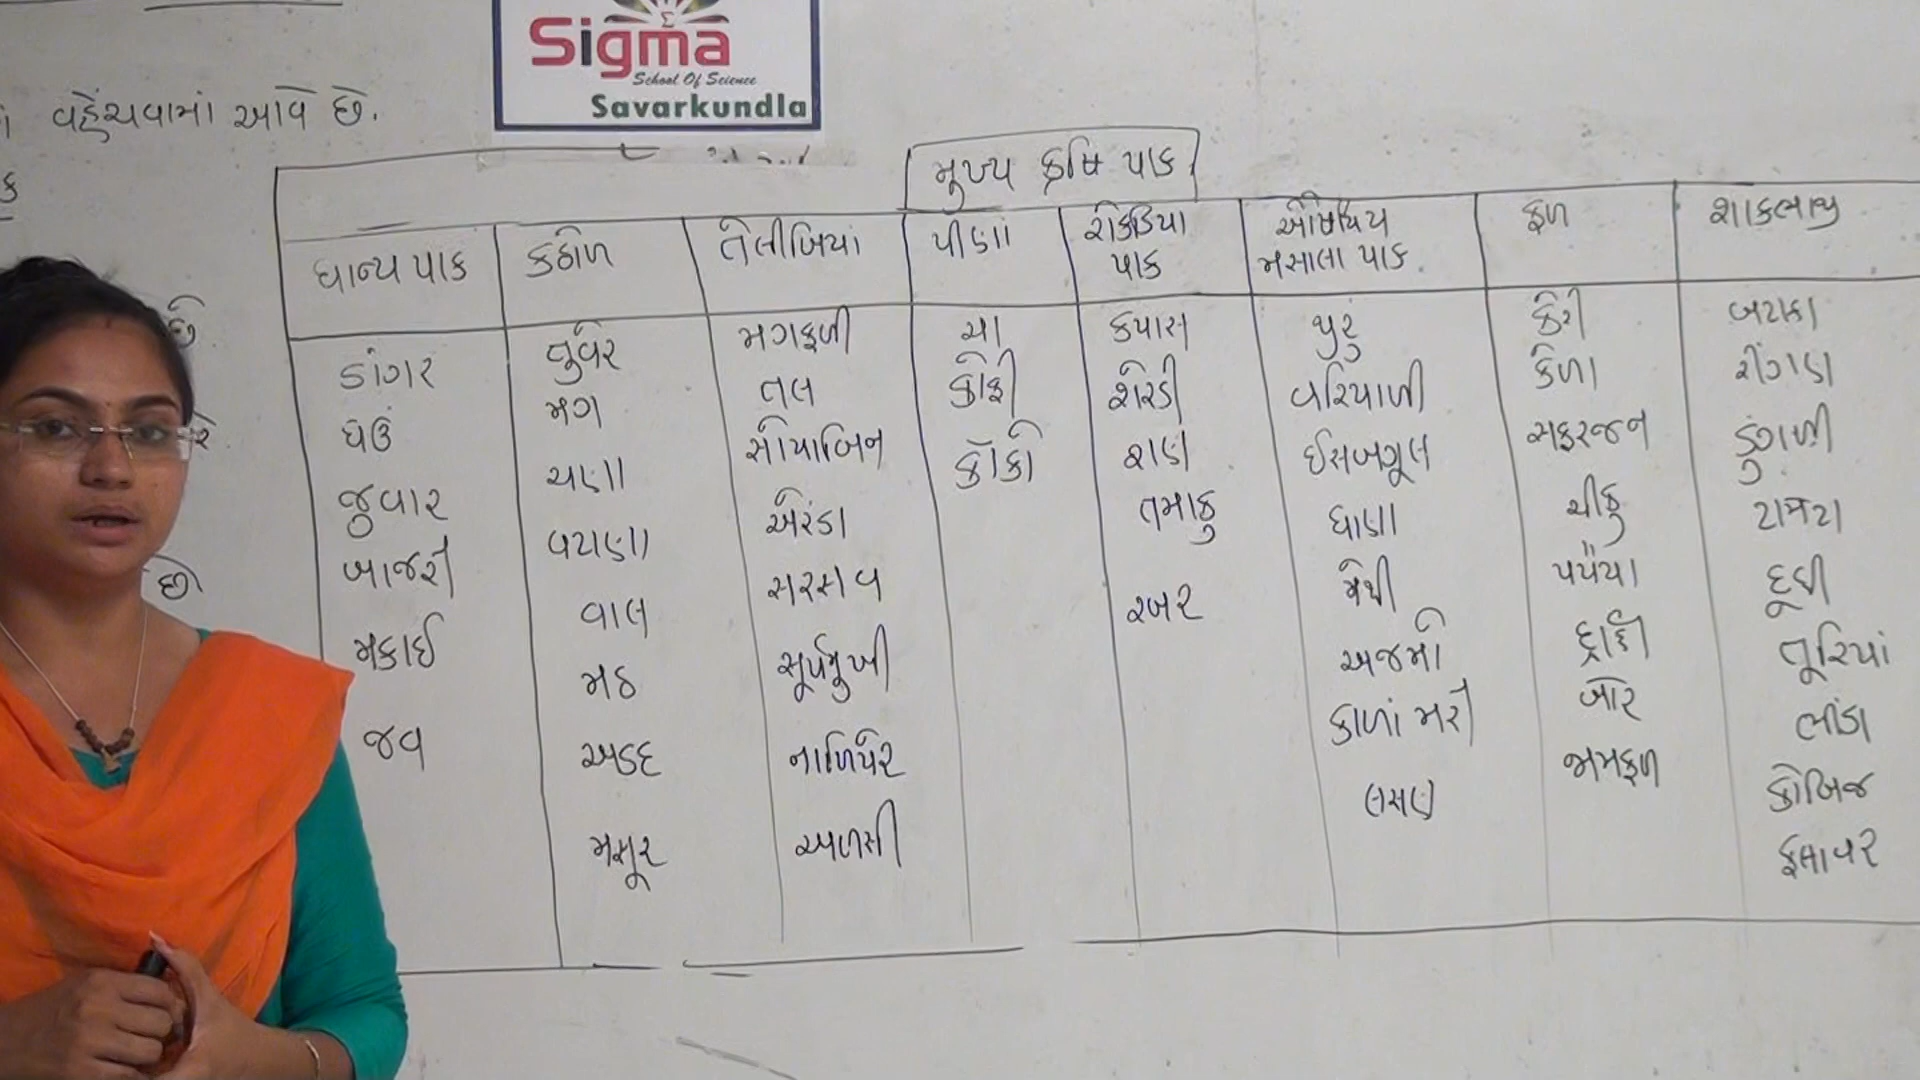 Sigma
School Of Science
Savarkundla
વહેંચવામાં આવે છે.
મુખ્ય કૃષિ પાક
ધાન્ય પાક
ડાંગર
ઘઉં
જુવાર
બાજરી
મકાઈ
જવ
કઠોળ
તુવેર
મગ
ચણા
વટાણા
વાલ
મઠ
અડદ
મસૂર
તેલીબિયાં
મગફળી
તલ
સોયાબિન
એરંડા
સરસવ
સૂર્યમુખી
નાળિયેર
અળસી
પીણાં
ચા
કોફી
કોકો
રોકડિયા
પાક
કપાસ
શેરડી
શણ
તમાકુ
રબર
ઔષધિય
મસાલા પાક
જીરું
વરિયાળી
ઈસબગૂલ
ધાણા
મેથી
અજમો
કાળાં મરી
લસણ
ફળ
કેરી
કેળા
સફરજન
ચીકુ
પપૈયા
દ્રાક્ષ
બોર
જામફળ
શાકભાજી
બટાકા
રીંગણ
ડુંગળી
ટામેટા
દૂધી
તૂરિયાં
ભીંડા
કોબિજ
ફલાવર
છે
છે.